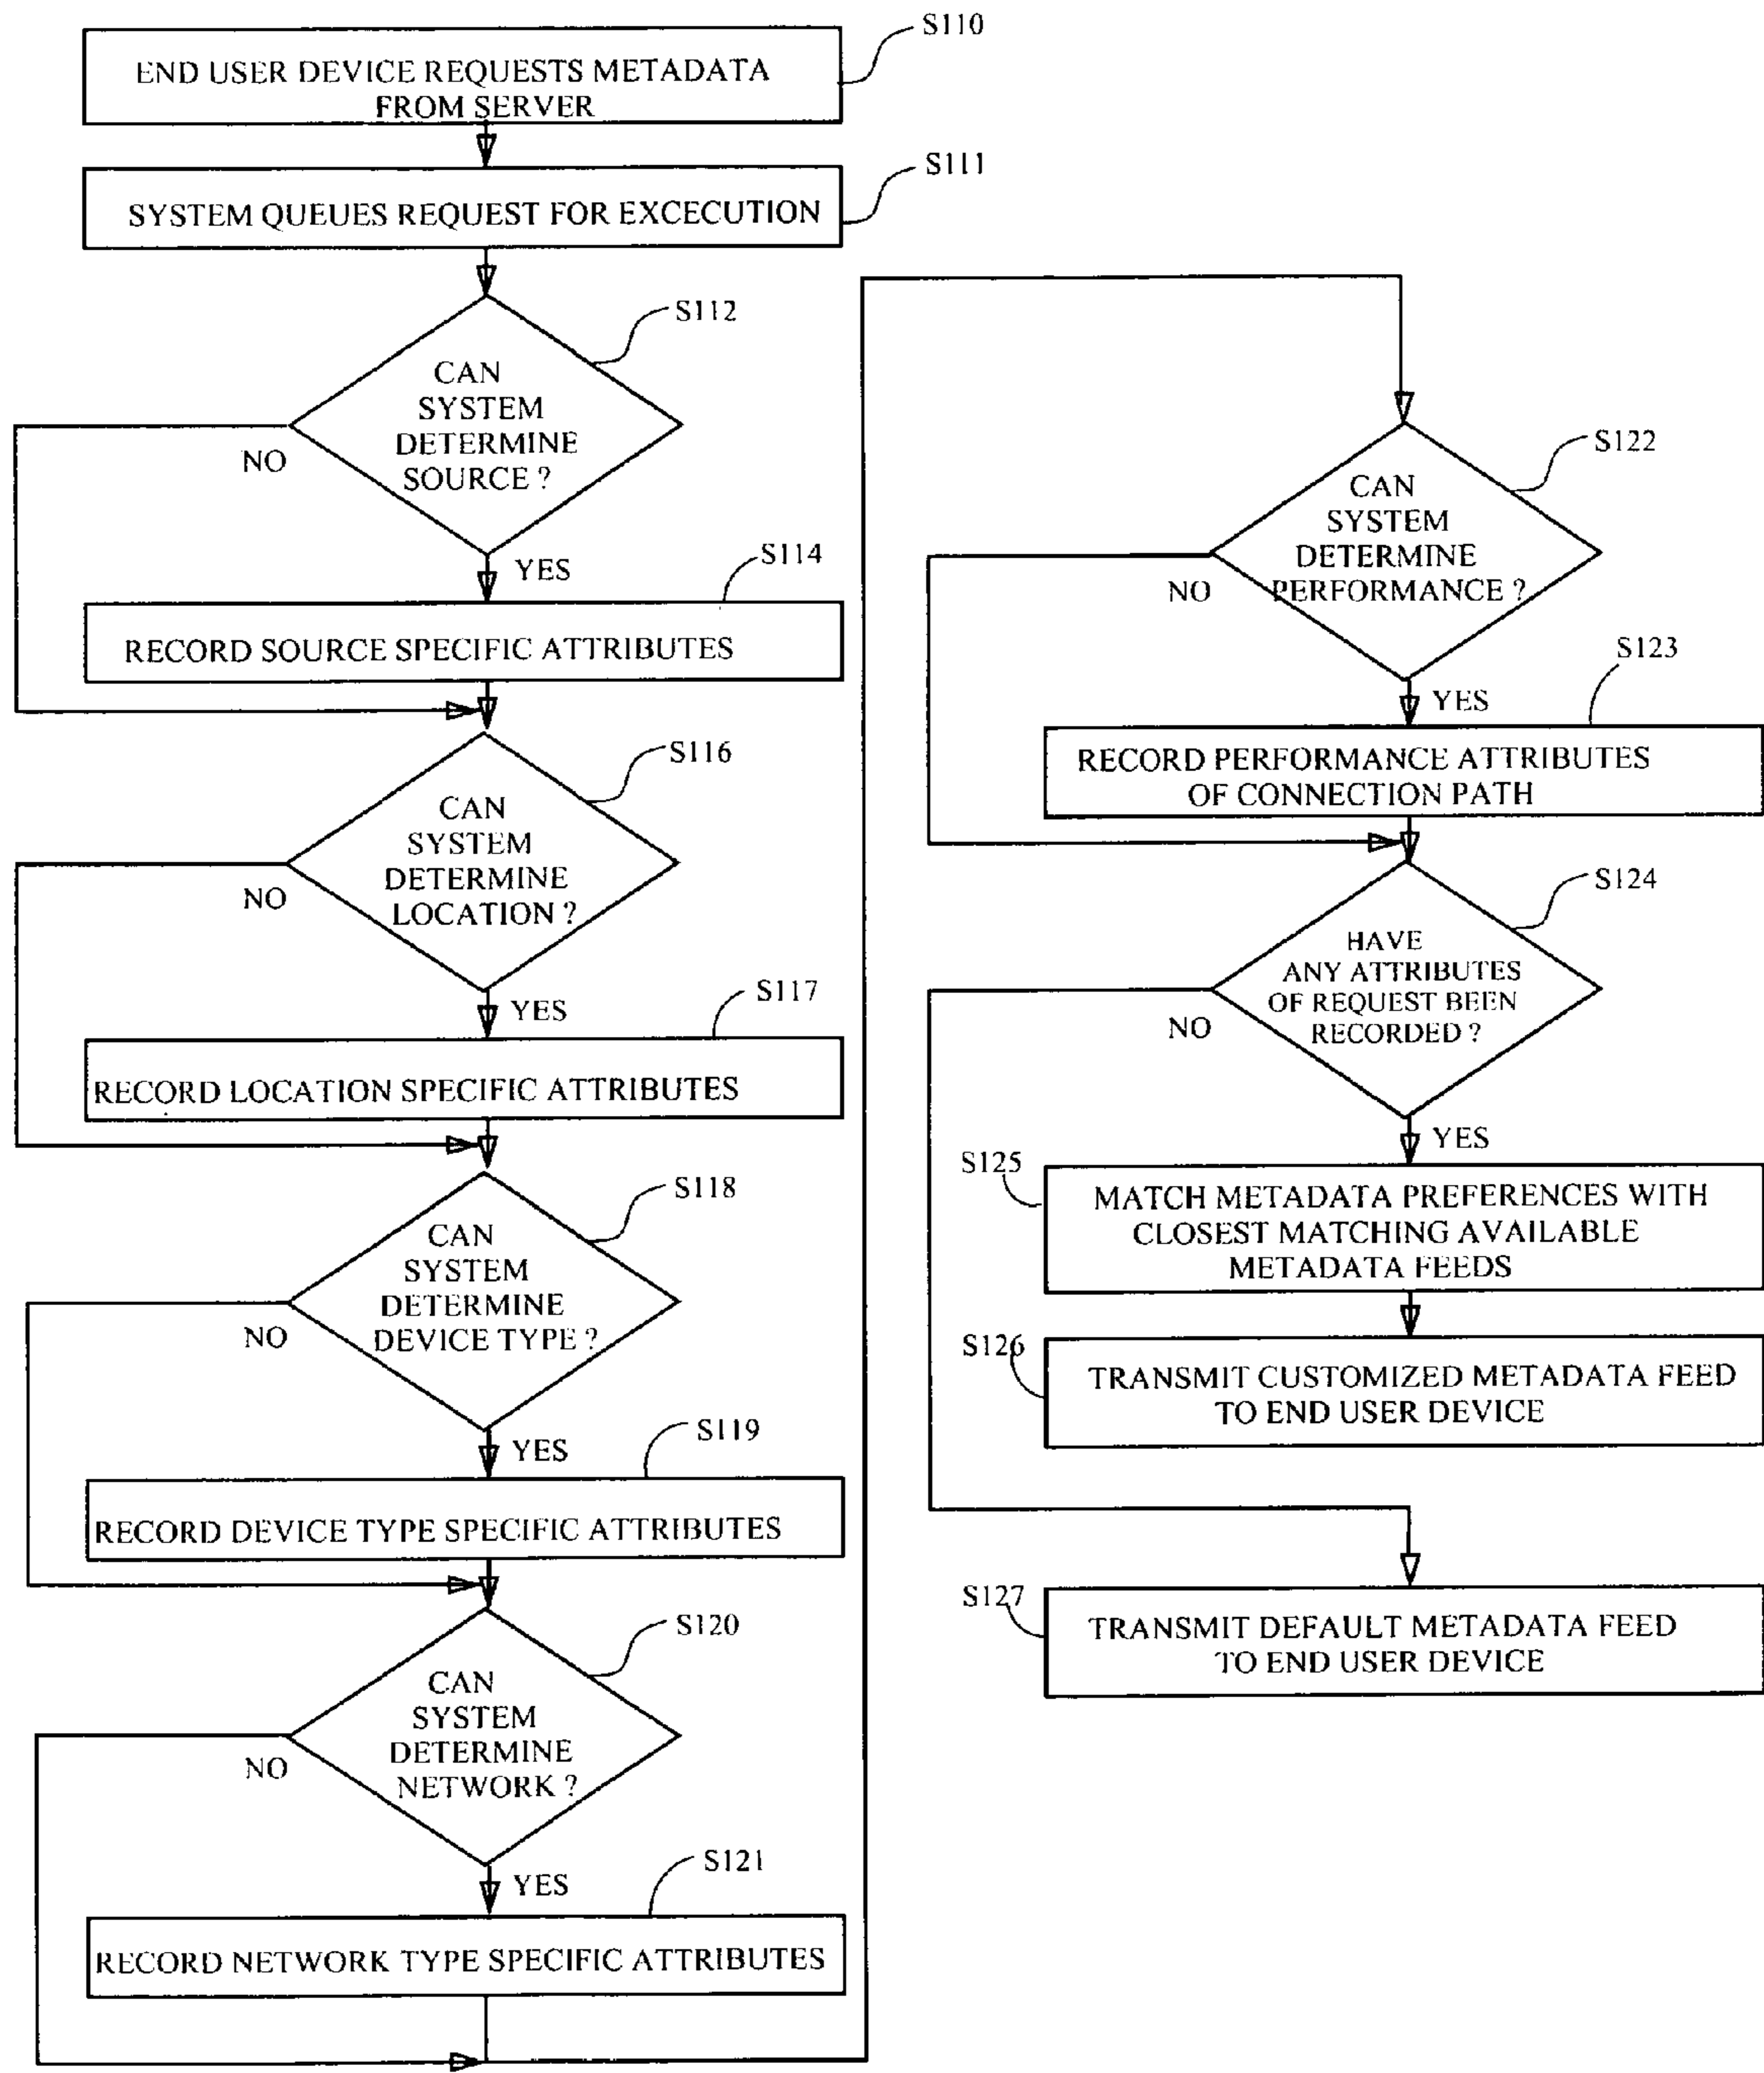 S110
END USER DEVICE REQUESTS METADATA
FROM SERVER
S111
SYSTEM QUEUES REQUEST FOR EXCECUTION
S112
CAN
SYSTEM
DETERMINE
SOURCE ?
NO
YES
S114
RECORD SOURCE SPECIFIC ATTRIBUTES
S116
CAN
SYSTEM
DETERMINE
LOCATION ?
NO
YES
S117
RECORD LOCATION SPECIFIC ATTRIBUTES
S118
CAN
SYSTEM
DETERMINE
DEVICE TYPE ?
NO
YES
S119
RECORD DEVICE TYPE SPECIFIC ATTRIBUTES
S120
CAN
SYSTEM
DETERMINE
NETWORK ?
NO
YES
S121
RECORD NETWORK TYPE SPECIFIC ATTRIBUTES
S122
CAN
SYSTEM
DETERMINE
PERFORMANCE ?
NO
YES
S123
RECORD PERFORMANCE ATTRIBUTES
OF CONNECTION PATH
S124
HAVE
ANY ATTRIBUTES
OF REQUEST BEEN
RECORDED ?
NO
YES
S125
MATCH METADATA PREFERENCES WITH
CLOSEST MATCHING AVAILABLE
METADATA FEEDS
S126
TRANSMIT CUSTOMIZED METADATA FEED
TO END USER DEVICE
S127
TRANSMIT DEFAULT METADATA FEED
TO END USER DEVICE